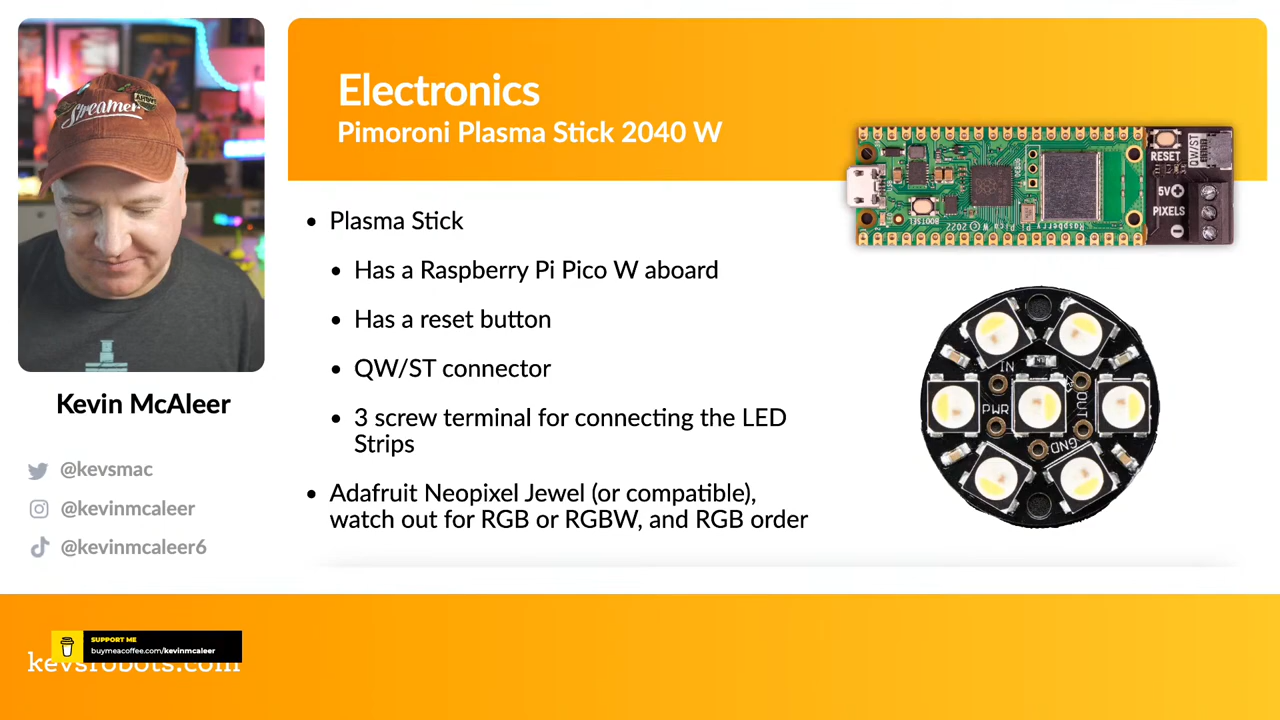 Streamer
Electronics
Pimoroni Plasma Stick 2040 W
Plasma Stick
Has a Raspberry Pi Pico W aboard
Has a reset button
QW/ST connector
3 screw terminal for connecting the LED
Strips
Adafruit Neopixel Jewel (or compatible),
watch out for RGB or RGBW, and RGB order
RESET
QW/ST
5V
PIXELS
BOOTSEL
DEBUG
USB
LED
Raspberry Pi Pico W © 2022
IN
PWR
OUT
GND
Kevin McAleer
@kevsmac
@kevinmcaleer
@kevinmcaleer6
SUPPORT ME
buymeacoffee.com/kevinmcaleer
kevsrobots.com